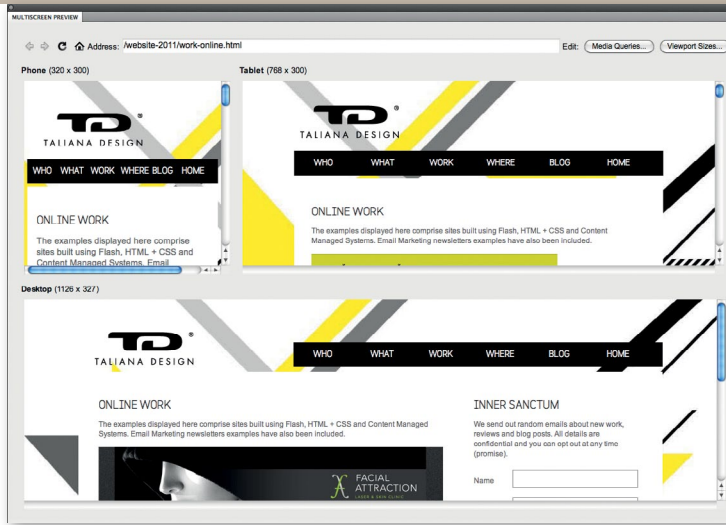 MULTISCREEN PREVIEW
Address: /website-2011/work-online.html
Edit: Media Queries... Viewport Sizes...
Phone (320 x 300)
TD®
TALIANA DESIGN
WHO WHAT WORK WHERE BLOG HOME
ONLINE WORK
The examples displayed here comprise
sites built using Flash, HTML + CSS and
Content Managed Systems. Email
Tablet (768 x 300)
TD®
TALIANA DESIGN
WHO WHAT WORK WHERE BLOG HOME
ONLINE WORK
The examples displayed here comprise sites built using Flash, HTML + CSS and Content
Managed Systems. Email Marketing newsletters examples have also been included.
Desktop (1126 x 327)
TD®
TALIANA DESIGN
WHO WHAT WORK WHERE BLOG HOME
ONLINE WORK
The examples displayed here comprise sites built using Flash, HTML + CSS and Content Managed
Systems. Email Marketing newsletters examples have also been included.
FACIAL
ATTRACTION
LASER & SKIN CLINIC
INNER SANCTUM
We send out random emails about new work,
reviews and blog posts. All details are
confidential and you can opt out at any time
(promise).
Name